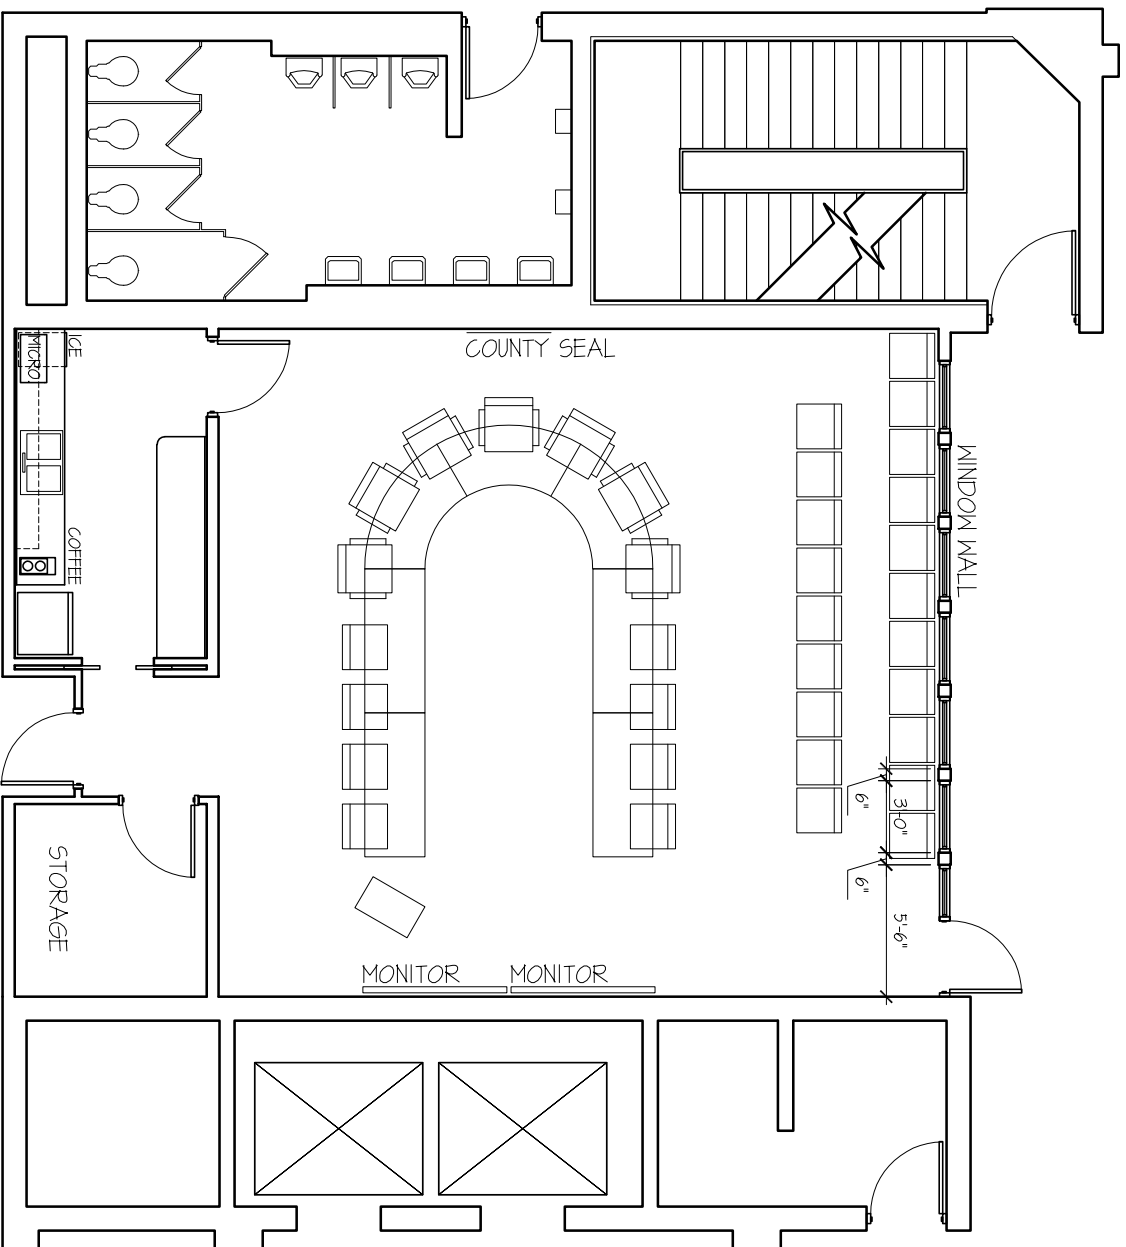 COUNTY SEAL
ICE
MICRO.
COFFEE
WINDOW WALL
6"
3'-0"
6"
5'-6"
STORAGE
MONITOR
MONITOR